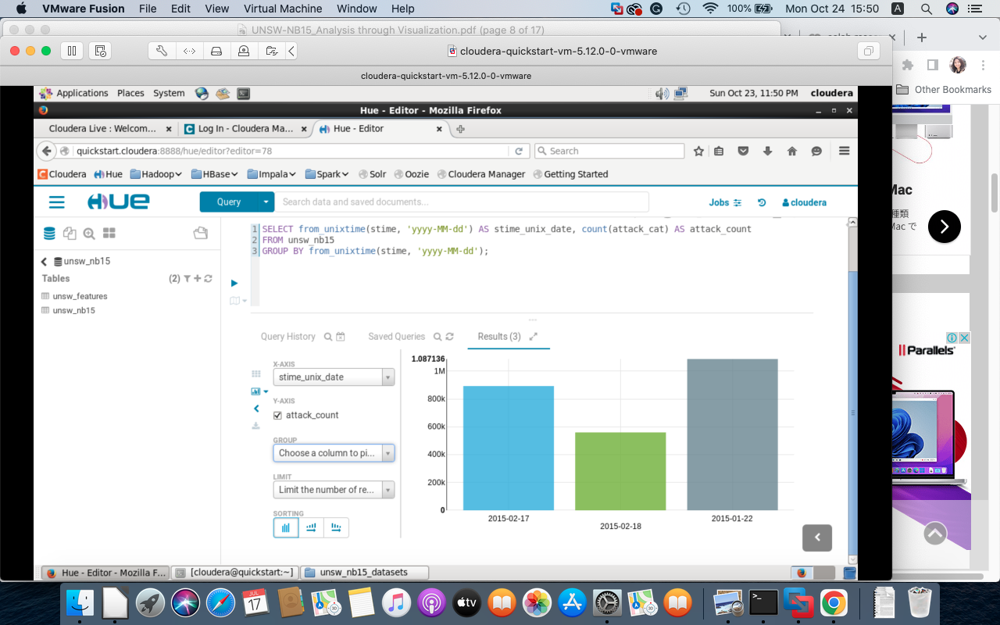 VMware Fusion File Edit View Virtual Machine Window Help 100% Mon Oct 24 15:50 A
UNSW-NB15_Analysis through Visualization.pdf (page 8 of 17)
cloudera-quickstart-vm-5.12.0-0-vmware
cloudera-quickstart-vm-5.12.0-0-vmware
Other Bookmarks
Applications Places System Sun Oct 23, 11:50 PM cloudera
Hue - Editor - Mozilla Firefox
Cloudera Live : Welcom... Log In - Cloudera Ma... Hue - Editor
quickstart.cloudera:8888/hue/editor?editor=78 Search
Cloudera Hue Hadoop HBase Impala Spark Solr Oozie Cloudera Manager Getting Started
HUE Query Search data and saved documents... Jobs cloudera
1 SELECT from_unixtime(stime, 'yyyy-MM-dd') AS stime_unix_date, count(attack_cat) AS attack_count
2 FROM unsw_nb15
3 GROUP BY from_unixtime(stime, 'yyyy-MM-dd');
unsw_nb15
Tables (2)
unsw_features
unsw_nb15
Query History Saved Queries Results (3)
X-AXIS
stime_unix_date
Y-AXIS
attack_count
GROUP
Choose a column to pi...
LIMIT
Limit the number of re...
SORTING
1.087136
1M
800k
600k
400k
200k
0
2015-02-17
2015-02-18
2015-01-22
Mac
種類
Mac で
Parallels
Hue - Editor - Mozilla F... [cloudera@quickstart:~] unsw_nb15_datasets
JUL
17
tv